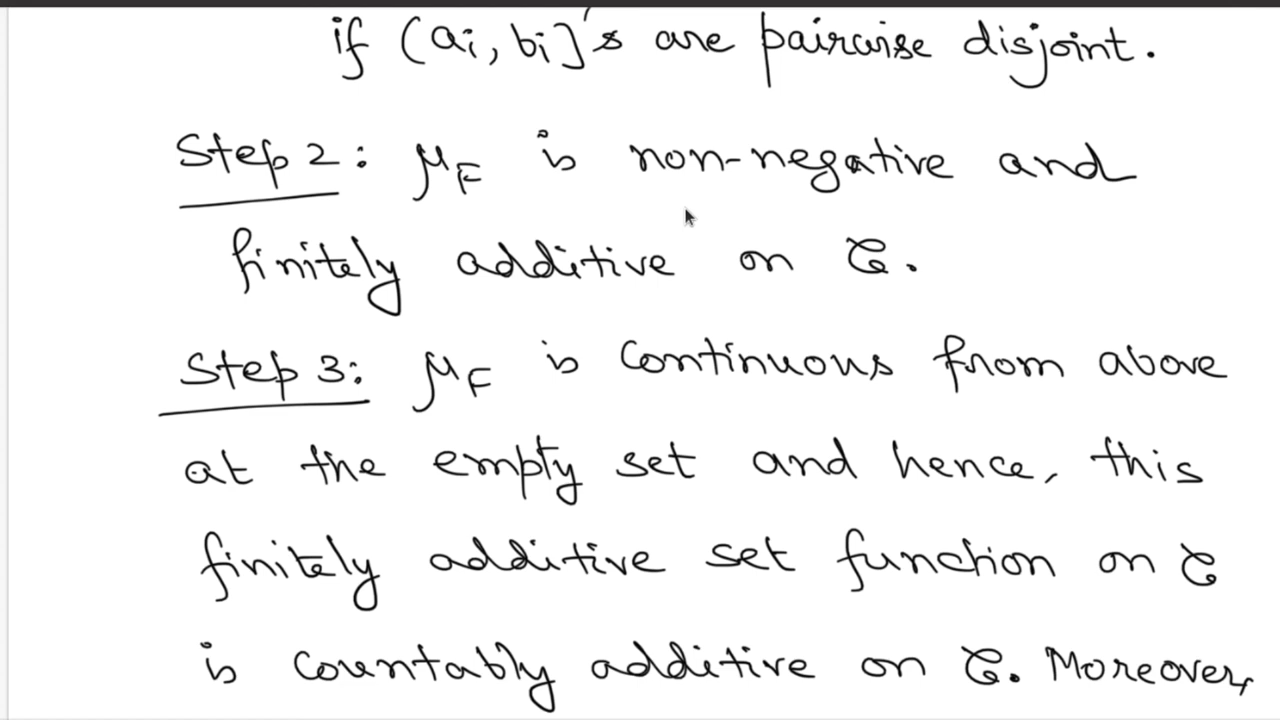 if (ai, bi]'s are pairwise disjoint.
Step 2: μF is non-negative and
finitely additive on 𝒞.
Step 3: μF is continuous from above
at the empty set and hence, this
finitely additive set function on 𝒞
is countably additive on 𝒞. Moreover,